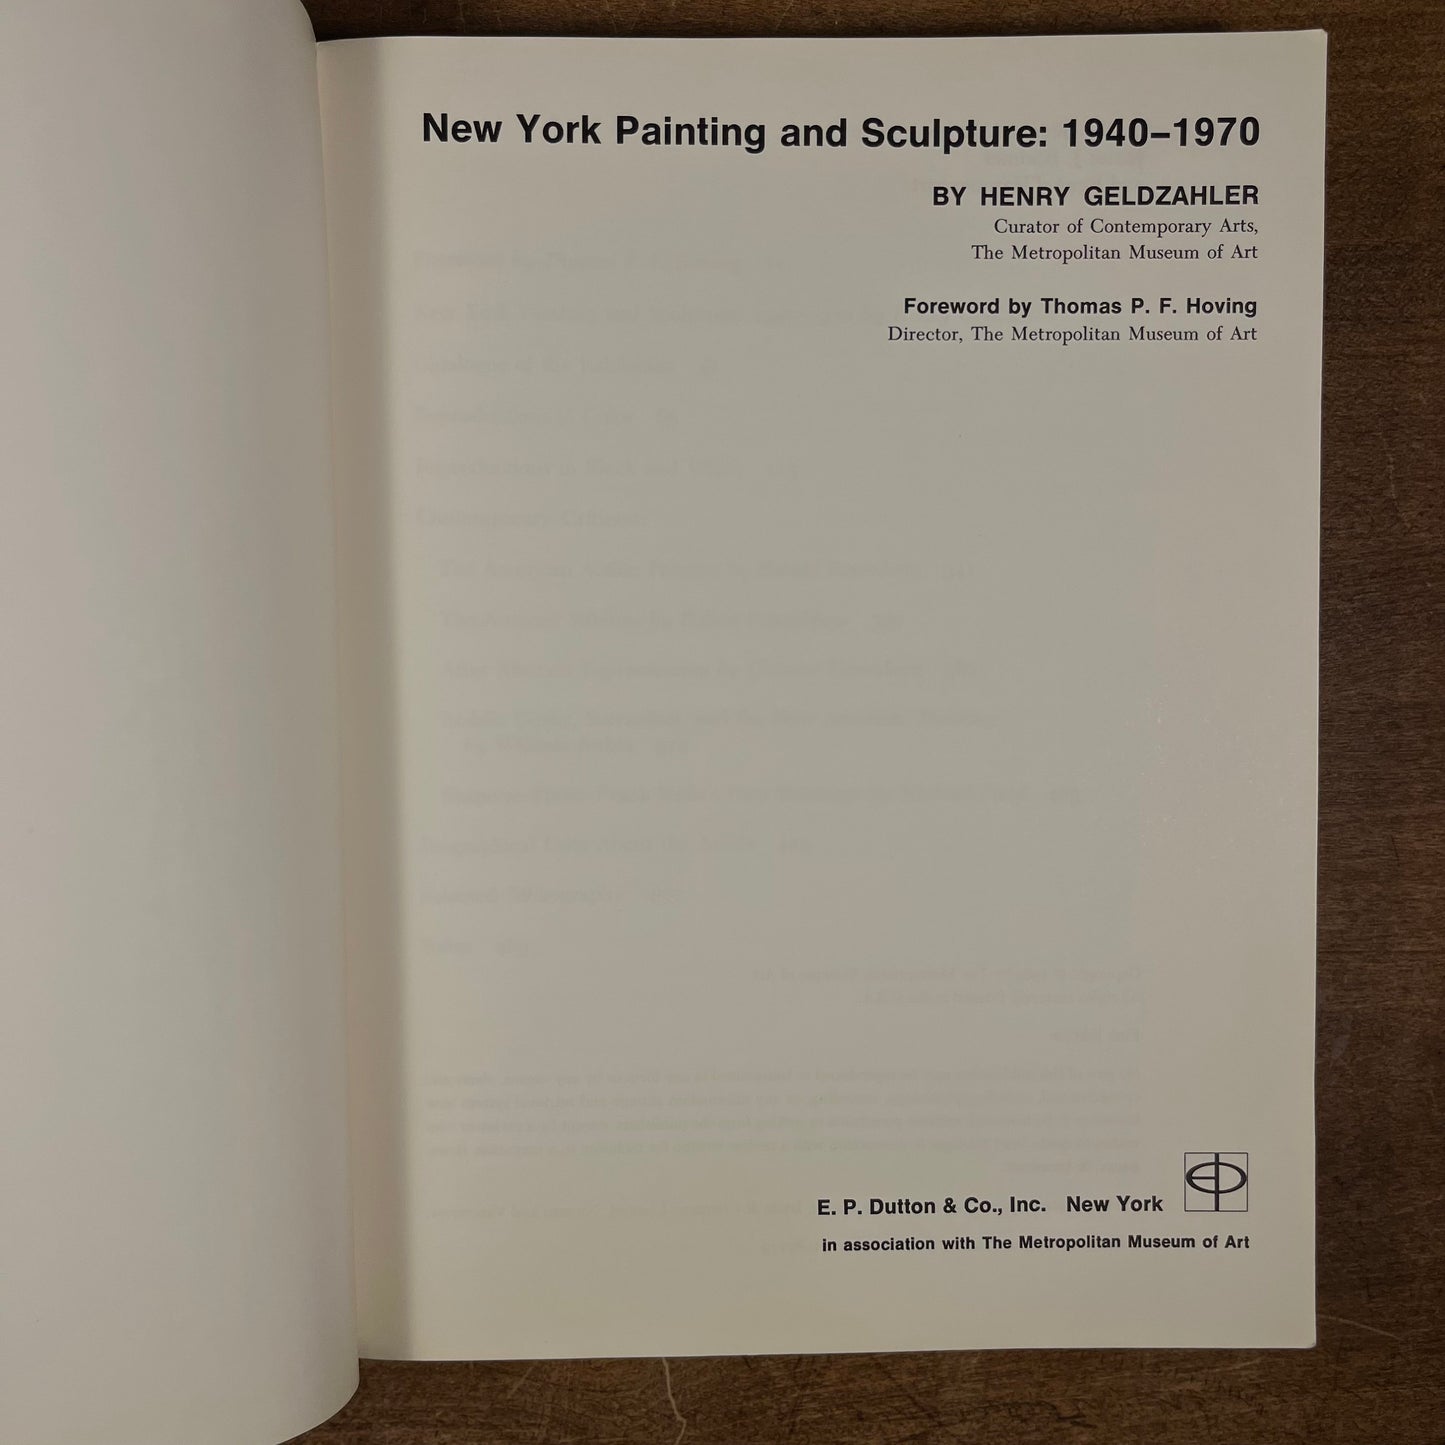 New York Painting and Sculpture: 1940–1970
BY HENRY GELDZAHLER
Curator of Contemporary Arts,
The Metropolitan Museum of Art
Foreword by Thomas P. F. Hoving
Director, The Metropolitan Museum of Art
E. P. Dutton & Co., Inc. New York
in association with The Metropolitan Museum of Art